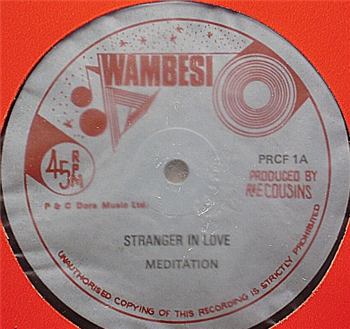 WAMBESI
45 RPM
PRCF 1A
PRODUCED BY
COUSINS
P & C Dore Music Ltd.
STRANGER IN LOVE
MEDITATION
UNAUTHORISED COPYING OF THIS RECORDING IS STRICTLY PROHIBITED